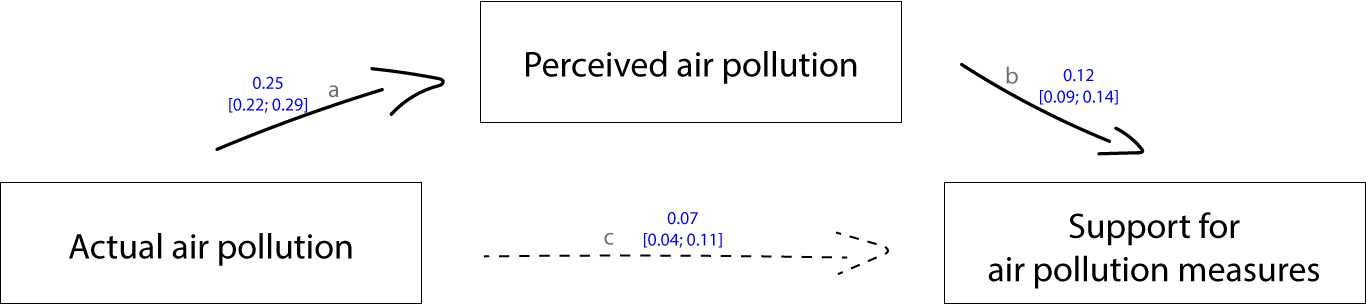 Perceived air pollution
0.25
[0.22; 0.29]
a
b
0.12
[0.09; 0.14]
Actual air pollution
c
0.07
[0.04; 0.11]
Support for
air pollution measures